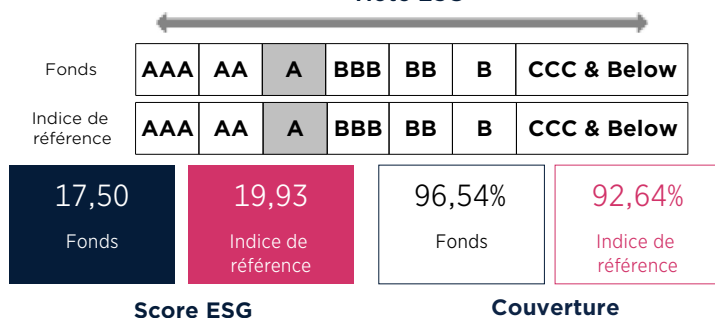 Fonds AAA AA A BBB BB B CCC & Below
Indice de référence AAA AA A BBB BB B CCC & Below
17,50 19,93 96,54% 92,64%
Fonds Indice de référence Fonds Indice de référence
Score ESG Couverture